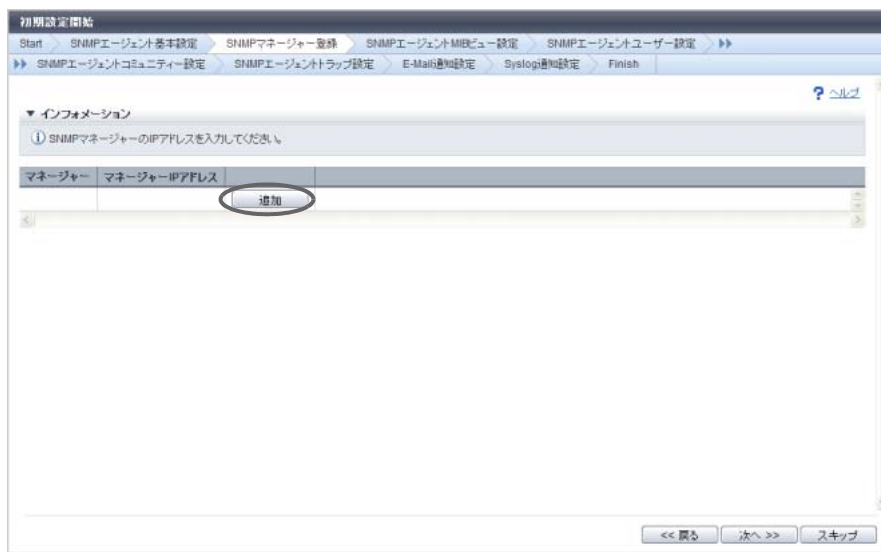 初期設定開始
Start SNMPエージェント基本設定 SNMPマネージャー登録 SNMPエージェントMIBビュー設定 SNMPエージェントユーザー設定
SNMPエージェントコミュニティー設定 SNMPエージェントトラップ設定 E-Mail通知設定 Syslog通知設定 Finish
? ヘルプ
▼ インフォメーション
SNMPマネージャーのIPアドレスを入力してください。
マネージャー マネージャーIPアドレス
追加
<< 戻る 次へ >> スキップ